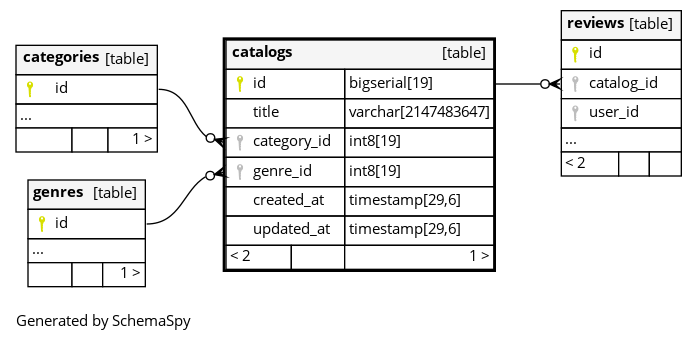 categories [table]
id
...
1 >
genres [table]
id
...
1 >
catalogs [table]
id bigserial[19]
title varchar[2147483647]
category_id int8[19]
genre_id int8[19]
created_at timestamp[29,6]
updated_at timestamp[29,6]
< 2 1 >
reviews [table]
id
catalog_id
user_id
...
< 2
Generated by SchemaSpy